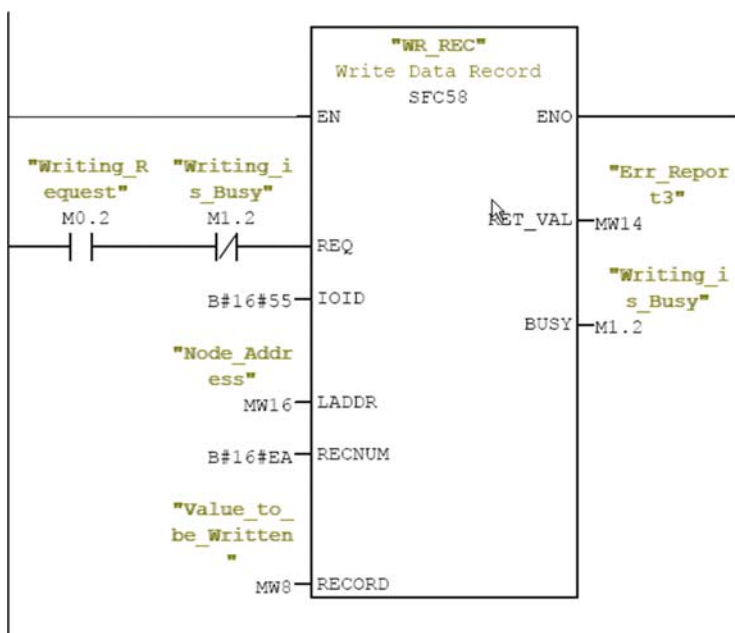 "WR_REC"
Write Data Record
SFC58
EN
ENO
"Writing_R
equest"
M0.2
"Writing_i
s_Busy"
M1.2
REQ
"Err_Repor
t3"
RET_VAL
MW14
B#16#55
IOID
"Writing_i
s_Busy"
BUSY
M1.2
"Node_Addr
ess"
MW16
LADDR
B#16#EA
RECNUM
"Value_to_
be_Written
"
MW8
RECORD